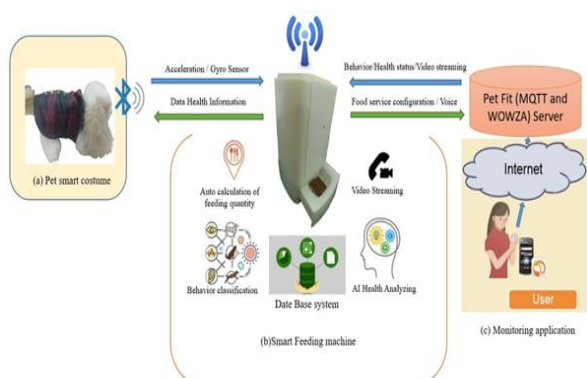 Acceleration / Gyro Sensor
Data Health Information
(a) Pet smart costume
Behavior/Health status/Video streaming
Food service configuration / Voice
Pet Fit (MQTT and
WOWZA) Server
Internet
User
(c) Monitoring application
Auto calculation of
feeding quantity
Video Streaming
Behavior classification
Date Base system
AI Health Analyzing
(b)Smart Feeding machine